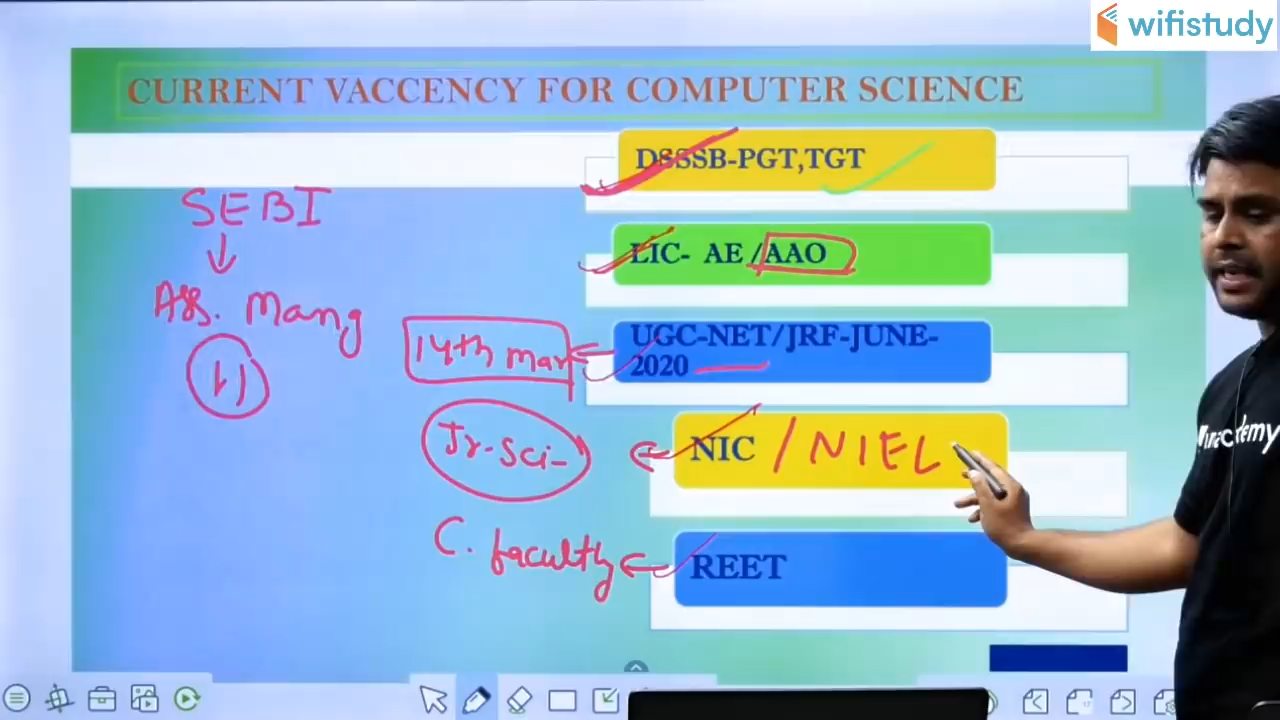 wifistudy
CURRENT VACCENCY FOR COMPUTER SCIENCE
DSSSB-PGT,TGT
SEBI
LIC- AE /AAO
Ass. Mang
14th mar
UGC-NET/JRF-JUNE-
2020
Jr-Sci-
NIC / NIEL
C. faculty
REET